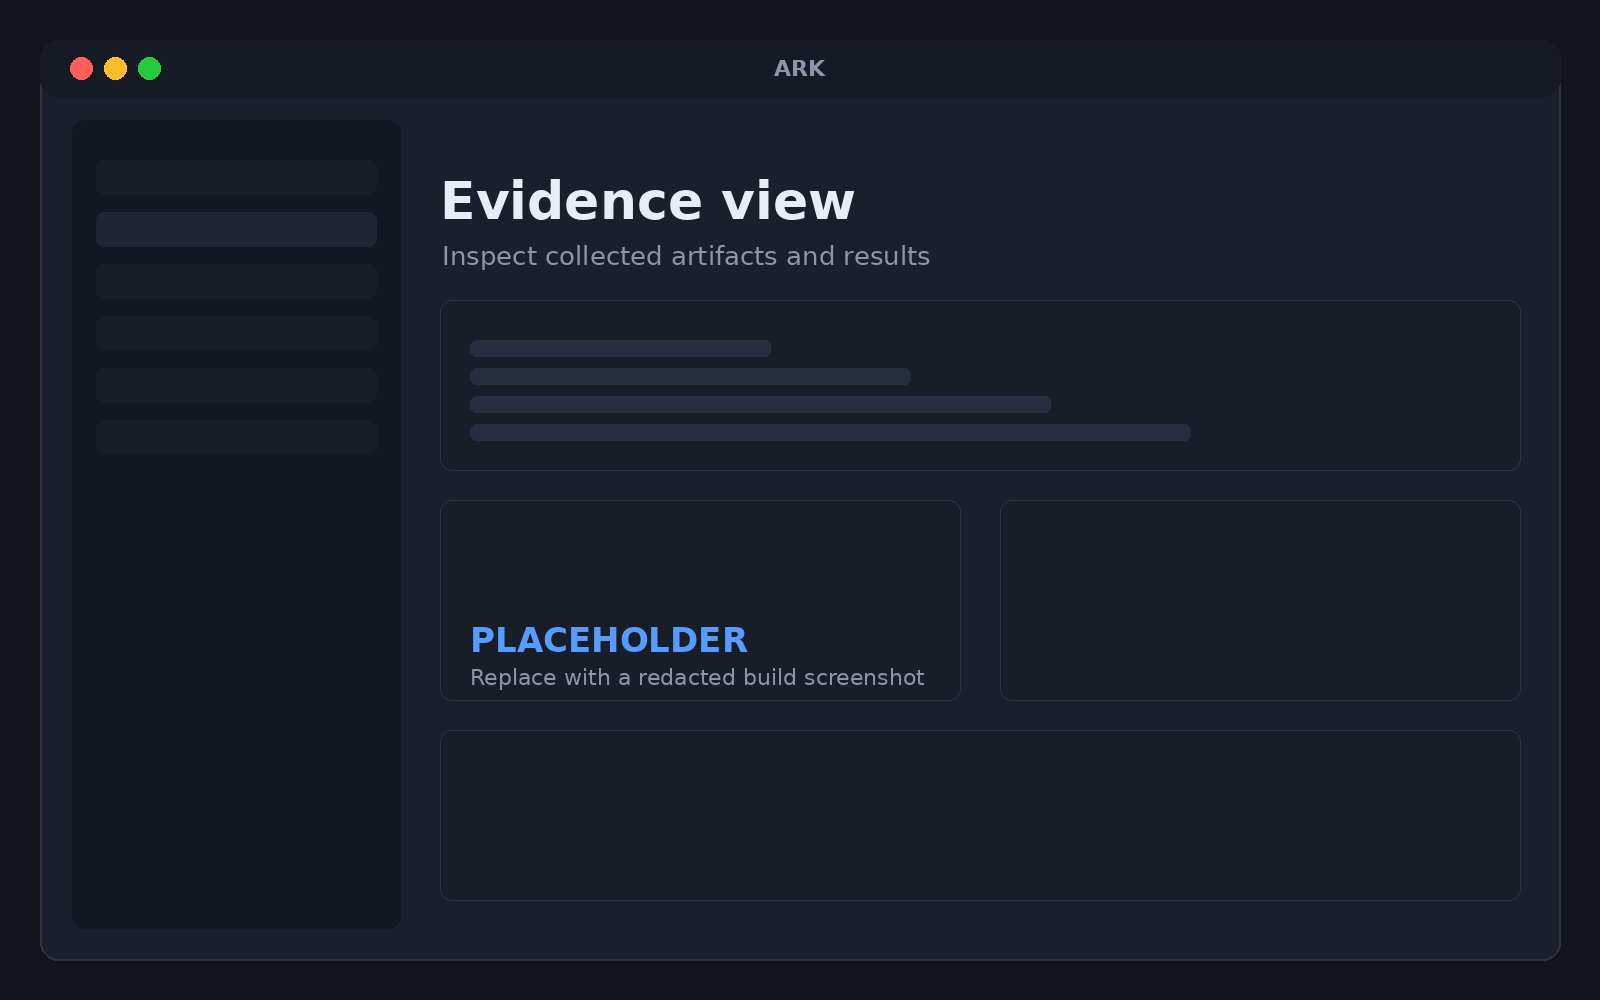 ARK
Evidence view
Inspect collected artifacts and results
PLACEHOLDER
Replace with a redacted build screenshot